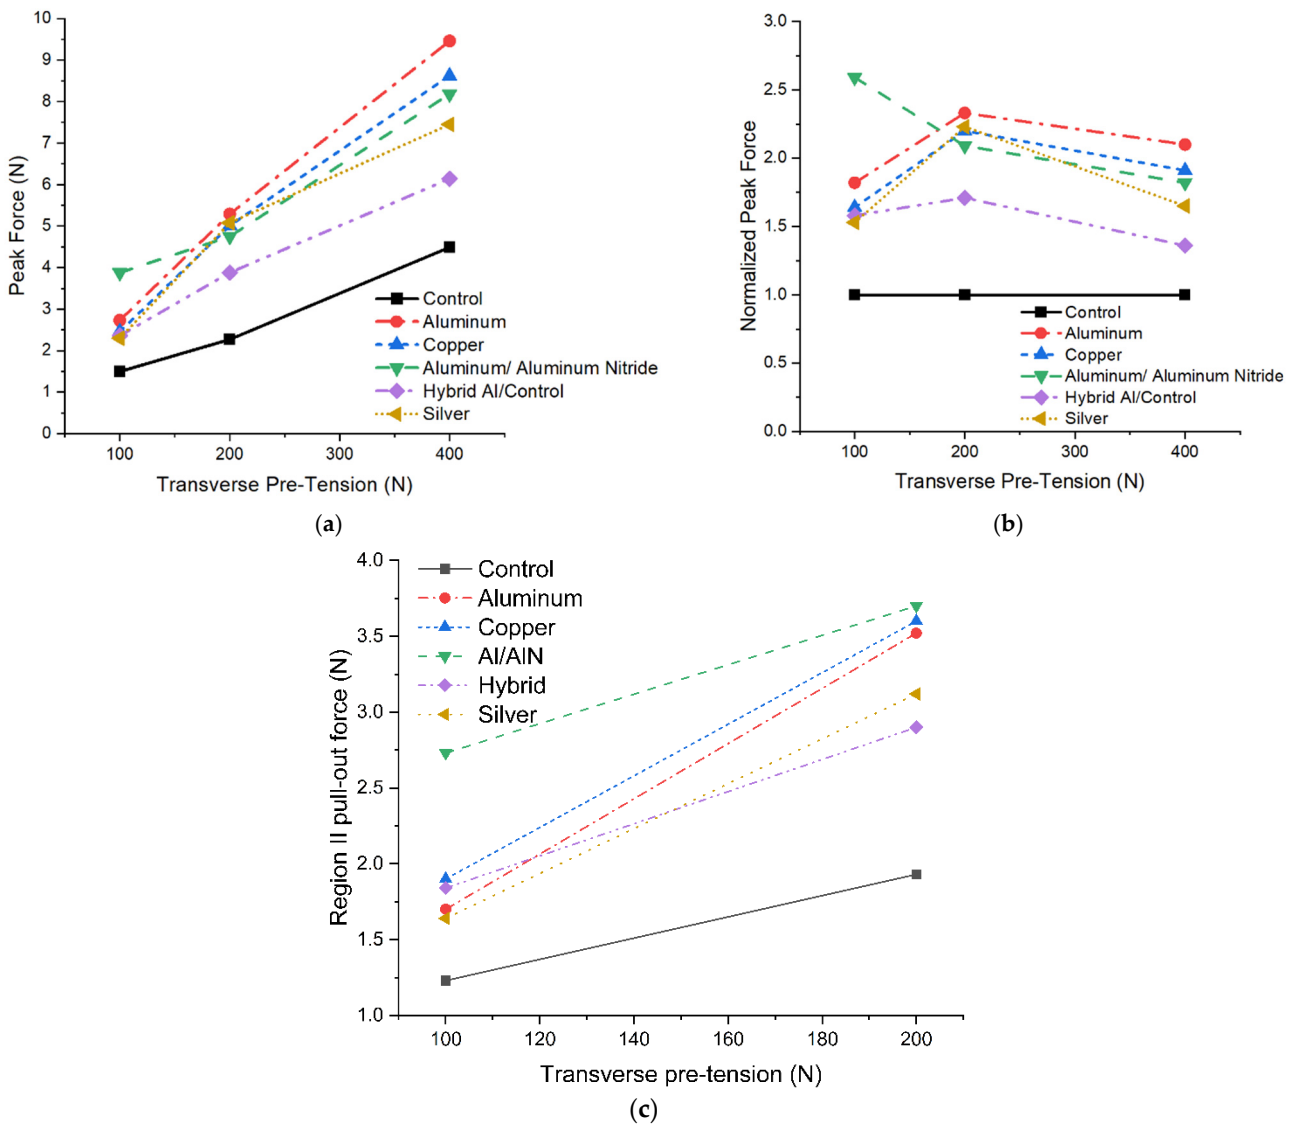 10
9
8
7
6
5
4
3
2
1
0
Peak Force (N)
100
200
300
400
Transverse Pre-Tension (N)
Control
Aluminum
Copper
Aluminum/ Aluminum Nitride
Hybrid Al/Control
Silver
(a)
3.0
2.5
2.0
1.5
1.0
0.5
0.0
Normalized Peak Force
100
200
300
400
Transverse Pre-Tension (N)
Control
Aluminum
Copper
Aluminum/ Aluminum Nitride
Hybrid Al/Control
Silver
(b)
4.0
3.5
3.0
2.5
2.0
1.5
1.0
Region II pull-out force (N)
100
120
140
160
180
200
Transverse pre-tension (N)
Control
Aluminum
Copper
Al/AlN
Hybrid
Silver
(c)